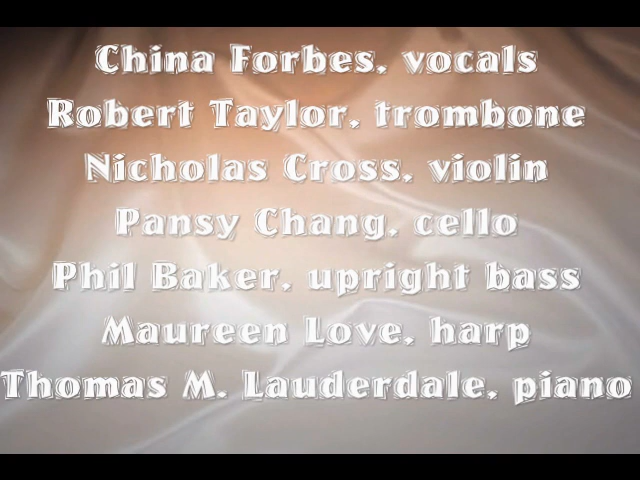 China Forbes, vocals
Robert Taylor, trombone
Nicholas Cross, violin
Pansy Chang, cello
Phil Baker, upright bass
Maureen Love, harp
Thomas M. Lauderdale, piano